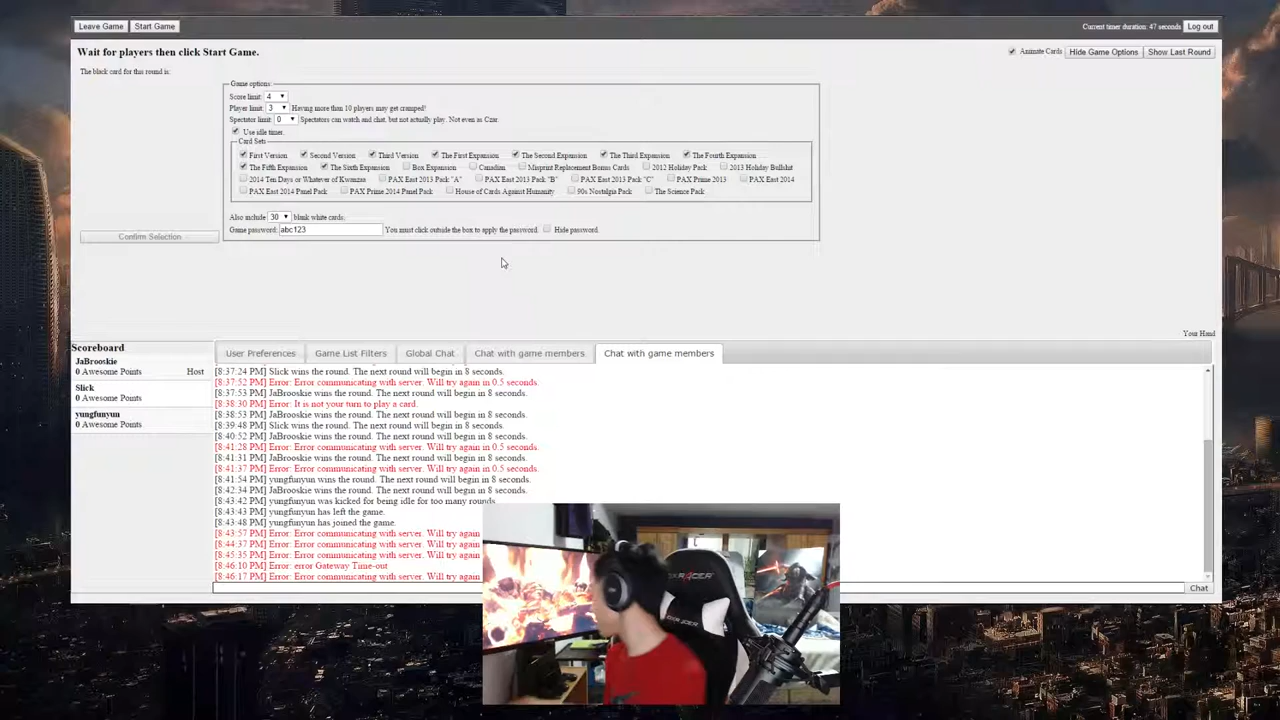 Leave Game Start Game Current timer duration: 47 seconds Log out
Wait for players then click Start Game. Animate Cards Hide Game Options Show Last Round
The black card for this round is:
Game options:
Score limit: 4
Player limit: 3 Having more than 10 players may get cramped!
Spectator limit: 0 Spectators can watch and chat, but not actually play. Not even as Czar.
Use idle timer.
Card Sets
First Version Second Version Third Version The First Expansion The Second Expansion The Third Expansion The Fourth Expansion
The Fifth Expansion The Sixth Expansion Box Expansion Canadian Misprint Replacement Bonus Cards 2012 Holiday Pack 2013 Holiday Bullshit
2014 Ten Days or Whatever of Kwanzaa PAX East 2013 Pack "A" PAX East 2013 Pack "B" PAX East 2013 Pack "C" PAX Prime 2013 PAX East 2014
PAX East 2014 Panel Pack PAX Prime 2014 Panel Pack House of Cards Against Humanity 90s Nostalgia Pack The Science Pack
Also include 30 blank white cards.
Game password: abc123 You must click outside the box to apply the password. Hide password.
Confirm Selection
Your Hand
Scoreboard
JaBrooskie
0 Awesome Points Host
Slick
0 Awesome Points
yungfunyun
0 Awesome Points
User Preferences Game List Filters Global Chat Chat with game members Chat with game members
[8:37:24 PM] Slick wins the round. The next round will begin in 8 seconds.
[8:37:52 PM] Error: Error communicating with server. Will try again in 0.5 seconds.
[8:37:53 PM] JaBrooskie wins the round. The next round will begin in 8 seconds.
[8:38:30 PM] Error: It is not your turn to play a card.
[8:38:53 PM] JaBrooskie wins the round. The next round will begin in 8 seconds.
[8:39:48 PM] Slick wins the round. The next round will begin in 8 seconds.
[8:40:52 PM] JaBrooskie wins the round. The next round will begin in 8 seconds.
[8:41:28 PM] Error: Error communicating with server. Will try again in 0.5 seconds.
[8:41:31 PM] JaBrooskie wins the round. The next round will begin in 8 seconds.
[8:41:37 PM] Error: Error communicating with server. Will try again in 0.5 seconds.
[8:41:54 PM] yungfunyun wins the round. The next round will begin in 8 seconds.
[8:42:34 PM] JaBrooskie wins the round. The next round will begin in 8 seconds.
[8:43:42 PM] yungfunyun was kicked for being idle for too many rounds.
[8:43:43 PM] yungfunyun has left the game.
[8:43:48 PM] yungfunyun has joined the game.
[8:43:57 PM] Error: Error communicating with server. Will try again
[8:44:37 PM] Error: Error communicating with server. Will try again
[8:45:35 PM] Error: Error communicating with server. Will try again
[8:46:10 PM] Error: error Gateway Time-out
[8:46:17 PM] Error: Error communicating with server. Will try again
Chat